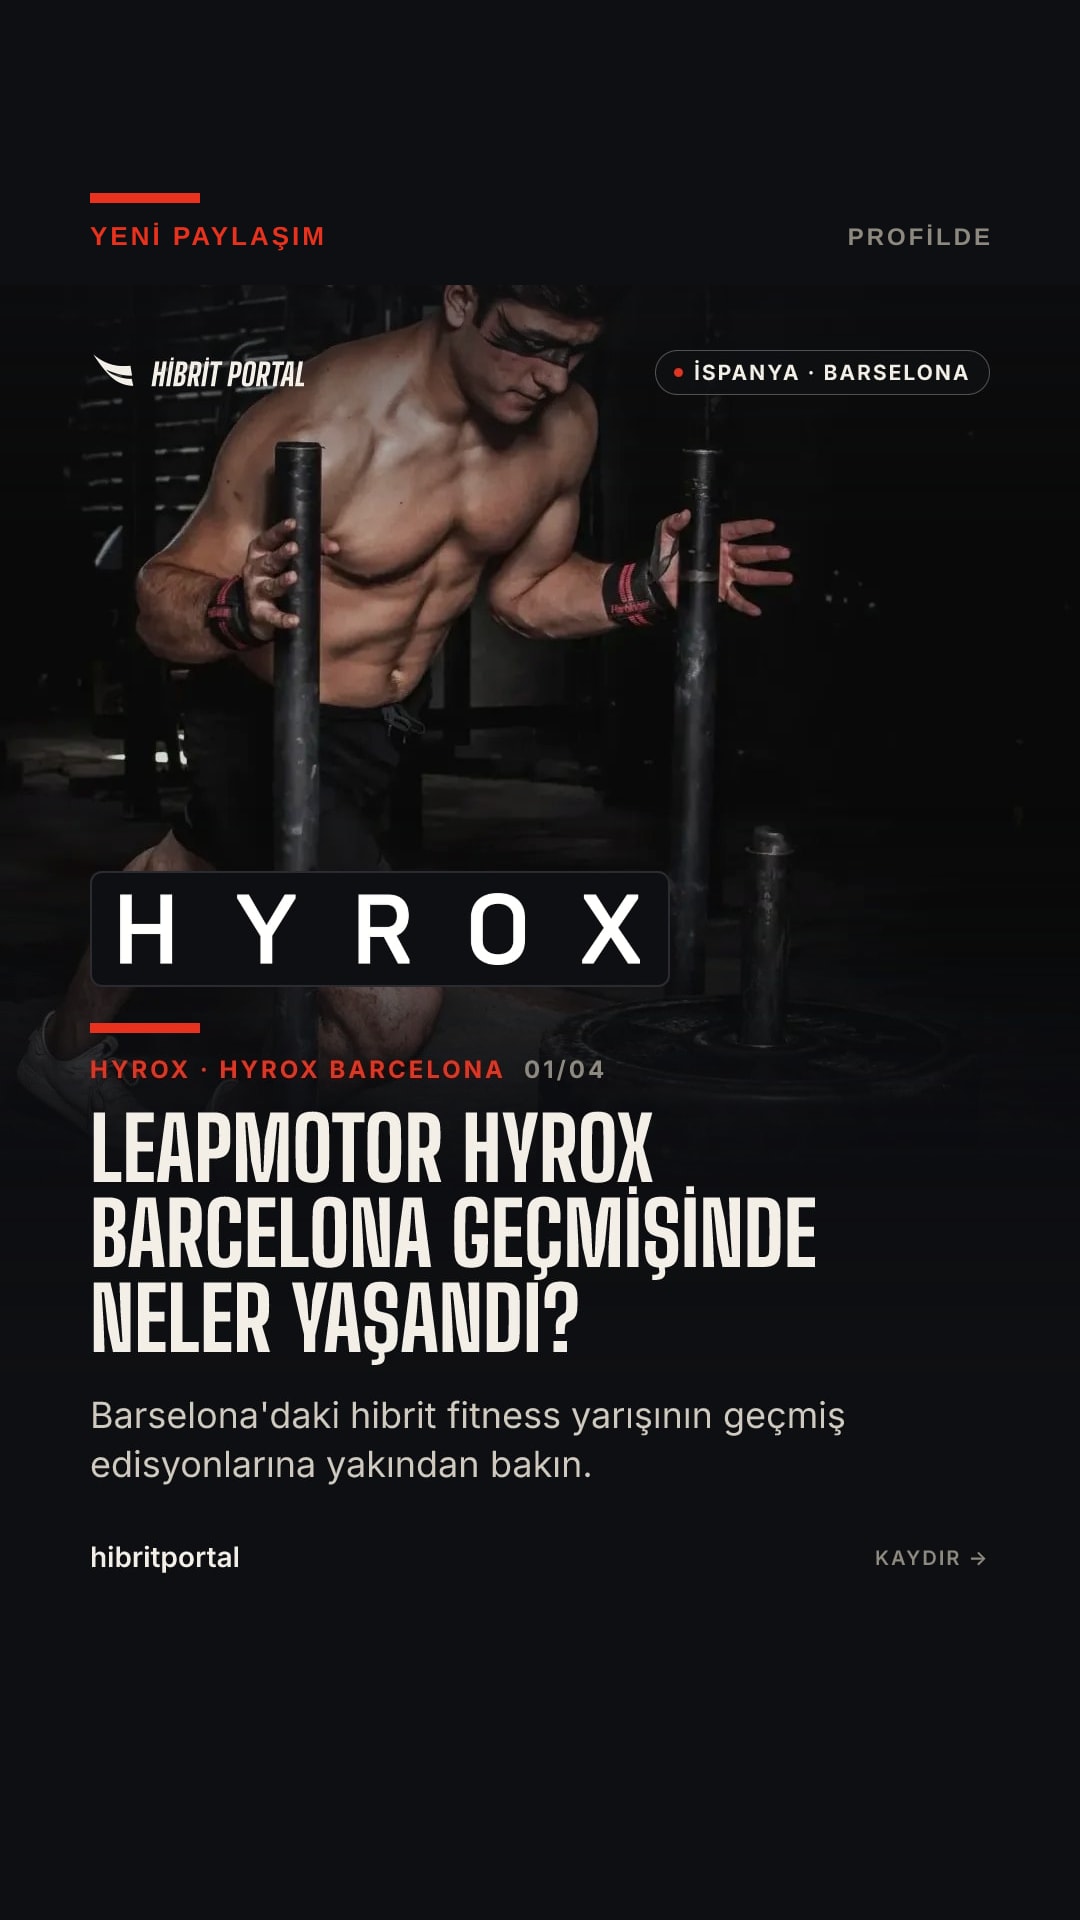 YENİ PAYLAŞIM
PROFİLDE
HİBRİT PORTAL
İSPANYA · BARSELONA
Harbinger
HYROX
HYROX · HYROX BARCELONA 01/04
LEAPMOTOR HYROX
BARCELONA GEÇMİŞİNDE
NELER YAŞANDI?
Barselona'daki hibrit fitness yarışının geçmiş
edisyonlarına yakından bakın.
hibritportal
KAYDIR →